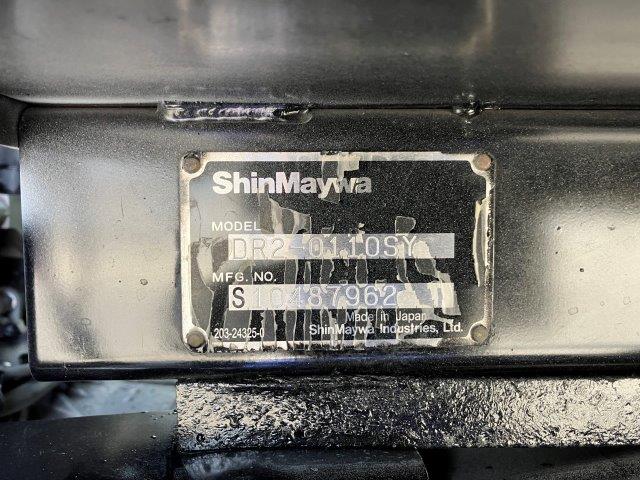 ShinMaywa
MODEL
DR2-0110SY
MFG. NO.
S10487962
Made in Japan
203-24325-0 ShinMaywa Industries, Ltd.